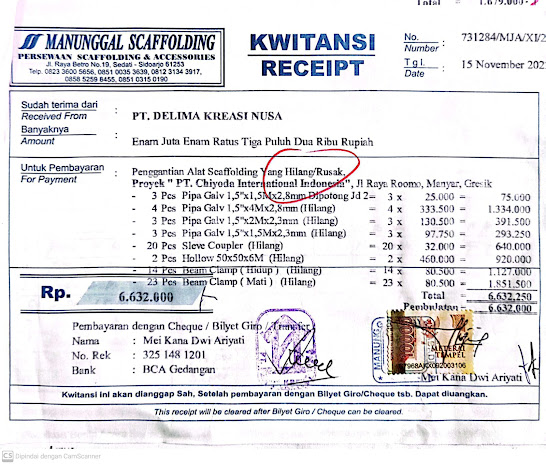 Total = 1.679.000
MANUNGGAL SCAFFOLDING
PERSEWAAN SCAFFOLDING & ACCESSORIES
Jl. Raya Betro No.19, Sedati - Sidoarjo 61253
Telp. 0823 3600 5656, 0851 0035 3639, 0812 3134 3917,
0858 5259 8455, 0851 0315 0190
KWITANSI
RECEIPT
No. Number : 731284/MJA/XI/2
Tgl. Date : 15 November 202
Sudah terima dari
Received From : PT. DELIMA KREASI NUSA
Banyaknya
Amount : Enam Juta Enam Ratus Tiga Puluh Dua Ribu Rupiah
Untuk Pembayaran
For Payment : Penggantian Alat Scaffolding Yang Hilang/Rusak,
Proyek " PT. Chiyoda International Indonesia", Jl Raya Roomo, Manyar, Gresik
- 3 Pcs Pipa Galv 1,5"x1,5Mx2,8mm Dipotong Jd 2= 3 x 25.000 = 75.000
- 4 Pcs Pipa Galv 1,5"x4Mx2,8mm (Hilang) = 4 x 333.500 = 1.334.000
- 3 Pcs Pipa Galv 1,5"x2Mx2,3mm (Hilang) = 3 x 130.500 = 391.500
- 3 Pcs Pipa Galv 1,5"x1,5Mx2,3mm (Hilang) = 3 x 97.750 = 293.250
- 20 Pcs Sleve Coupler (Hilang) = 20 x 32.000 = 640.000
- 2 Pcs Hollow 50x50x6M (Hilang) = 2 x 460.000 = 920.000
- 14 Pcs Beam Clamp (Hidup) (Hilang) = 14 x 80.500 = 1.127.000
- 23 Pcs Beam Clamp (Mati) (Hilang) = 23 x 80.500 = 1.851.500
Total 6.632.250
Pembulatan 6.632.000
Rp. 6.632.000
Pembayaran dengan Cheque / Bilyet Giro / Transfer
Nama : Mei Kana Dwi Ariyati
No. Rek : 325 148 1201
Bank : BCA Gedangan
METERAI
TEMPEL
Mei Kana Dwi Ariyati
Kwitansi ini akan dianggap Sah, Setelah pembayaran dengan Bilyet Giro/Cheque tsb. Dapat diuangkan.
This receipt will be cleared after Bilyet Giro / Cheque can be cleared.
CS Dipindai dengan CamScanner